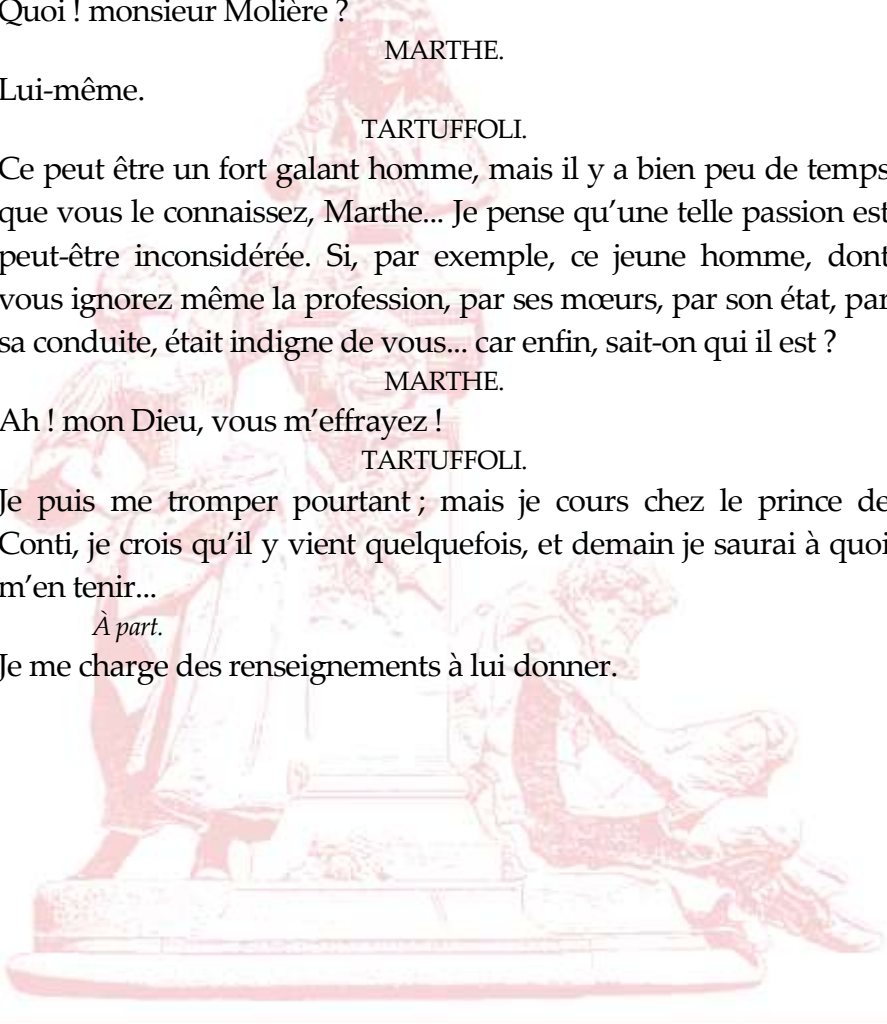 Quoi ! monsieur Molière ?
MARTHE.
Lui-même.
TARTUFFOLI.
Ce peut être un fort galant homme, mais il y a bien peu de temps
que vous le connaissez, Marthe... Je pense qu’une telle passion est
peut-être inconsidérée. Si, par exemple, ce jeune homme, dont
vous ignorez même la profession, par ses mœurs, par son état, par
sa conduite, était indigne de vous... car enfin, sait-on qui il est ?
MARTHE.
Ah ! mon Dieu, vous m’effrayez !
TARTUFFOLI.
Je puis me tromper pourtant ; mais je cours chez le prince de
Conti, je crois qu’il y vient quelquefois, et demain je saurai à quoi
m’en tenir...
À part.
Je me charge des renseignements à lui donner.